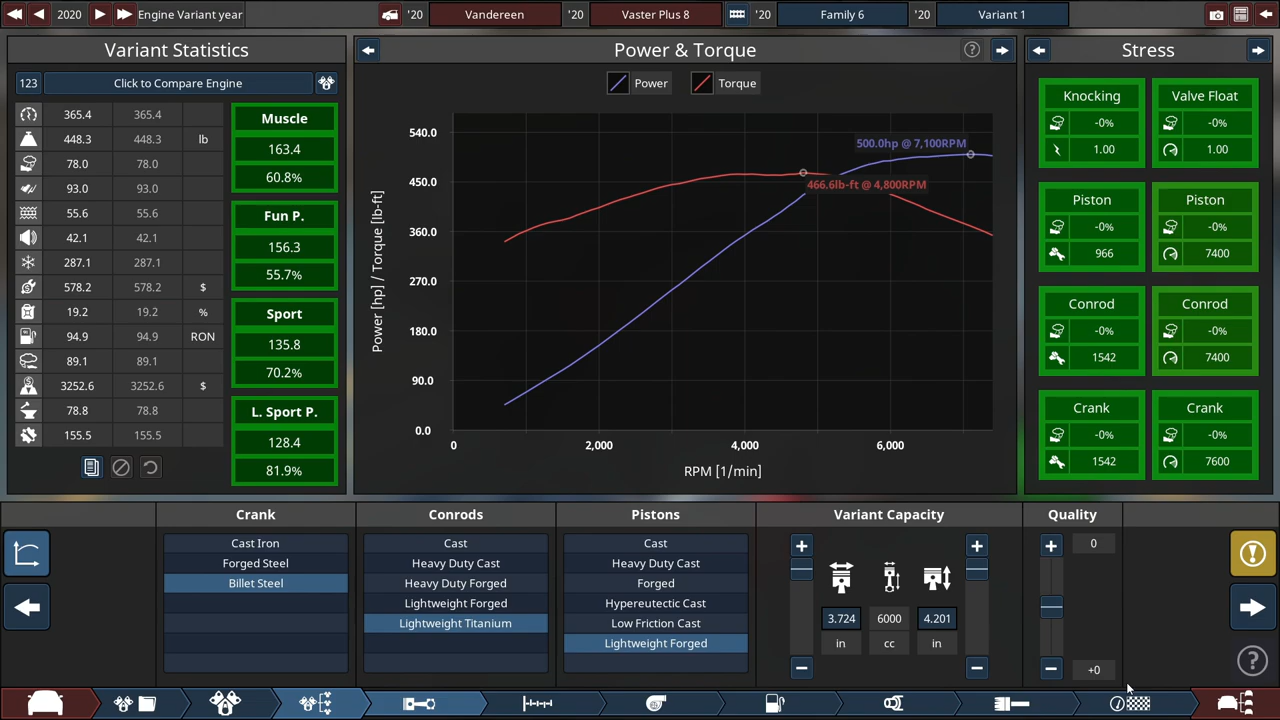 2020 Engine Variant year '20 Vandereen '20 Vaster Plus 8 '20 Family 6 '20 Variant 1
Variant Statistics
123 Click to Compare Engine
365.4 365.4
448.3 448.3 lb
78.0 78.0
93.0 93.0
55.6 55.6
42.1 42.1
287.1 287.1
578.2 578.2 $
19.2 19.2 %
94.9 94.9 RON
89.1 89.1
3252.6 3252.6 $
78.8 78.8
155.5 155.5
Muscle
163.4
60.8%
Fun P.
156.3
55.7%
Sport
135.8
70.2%
L. Sport P.
128.4
81.9%
Power & Torque ?
Power Torque
Power [hp] / Torque [lb-ft]
540.0
450.0
360.0
270.0
180.0
90.0
0.0
500.0hp @ 7,100RPM
466.6lb-ft @ 4,800RPM
0 2,000 4,000 6,000
RPM [1/min]
Stress
Knocking
-0%
1.00
Valve Float
-0%
1.00
Piston
-0%
966
Piston
-0%
7400
Conrod
-0%
1542
Conrod
-0%
7400
Crank
-0%
1542
Crank
-0%
7600
Crank
Cast Iron
Forged Steel
Billet Steel
Conrods
Cast
Heavy Duty Cast
Heavy Duty Forged
Lightweight Forged
Lightweight Titanium
Pistons
Cast
Heavy Duty Cast
Forged
Hypereutectic Cast
Low Friction Cast
Lightweight Forged
Variant Capacity
+ +
3.724 6000 4.201
in cc in
Quality
+ 0
+0
!
?